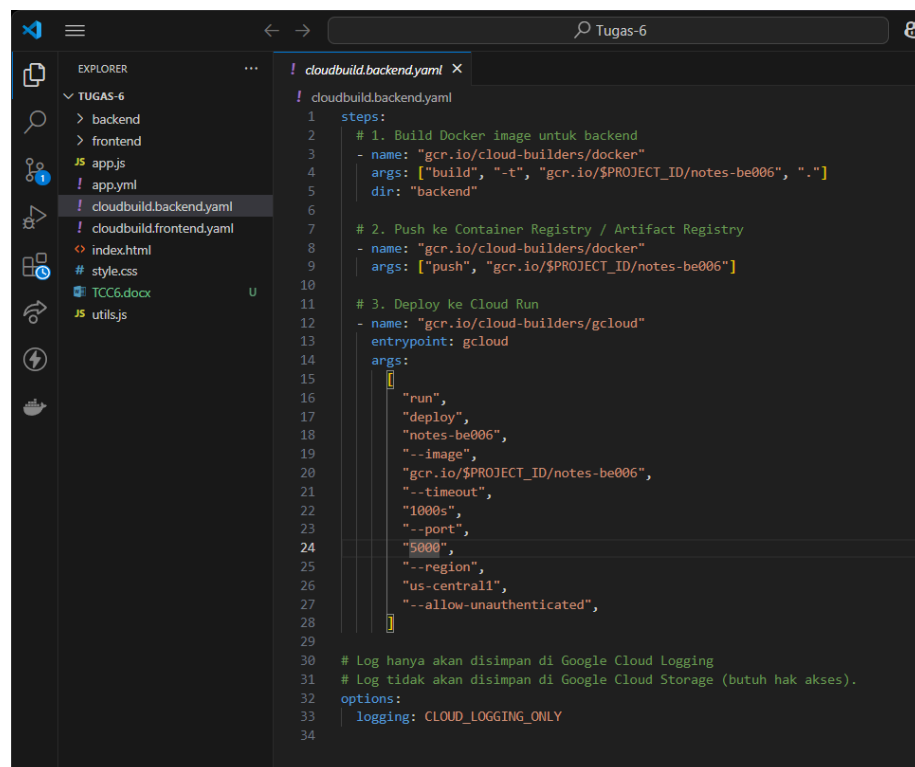 Tugas-6
EXPLORER
...
TUGAS-6
backend
frontend
JS app.js
! app.yml
! cloudbuild.backend.yaml
! cloudbuild.frontend.yaml
<> index.html
# style.css
TCC6.docx U
JS utils.js
1
! cloudbuild.backend.yaml ×
! cloudbuild.backend.yaml
1 steps:
2 # 1. Build Docker image untuk backend
3 - name: "gcr.io/cloud-builders/docker"
4 args: ["build", "-t", "gcr.io/$PROJECT_ID/notes-be006", "."]
5 dir: "backend"
6
7 # 2. Push ke Container Registry / Artifact Registry
8 - name: "gcr.io/cloud-builders/docker"
9 args: ["push", "gcr.io/$PROJECT_ID/notes-be006"]
10
11 # 3. Deploy ke Cloud Run
12 - name: "gcr.io/cloud-builders/gcloud"
13 entrypoint: gcloud
14 args:
15 [
16 "run",
17 "deploy",
18 "notes-be006",
19 "--image",
20 "gcr.io/$PROJECT_ID/notes-be006",
21 "--timeout",
22 "1000s",
23 "--port",
24 "5000",
25 "--region",
26 "us-central1",
27 "--allow-unauthenticated",
28 ]
29
30 # Log hanya akan disimpan di Google Cloud Logging
31 # Log tidak akan disimpan di Google Cloud Storage (butuh hak akses).
32 options:
33 logging: CLOUD_LOGGING_ONLY
34